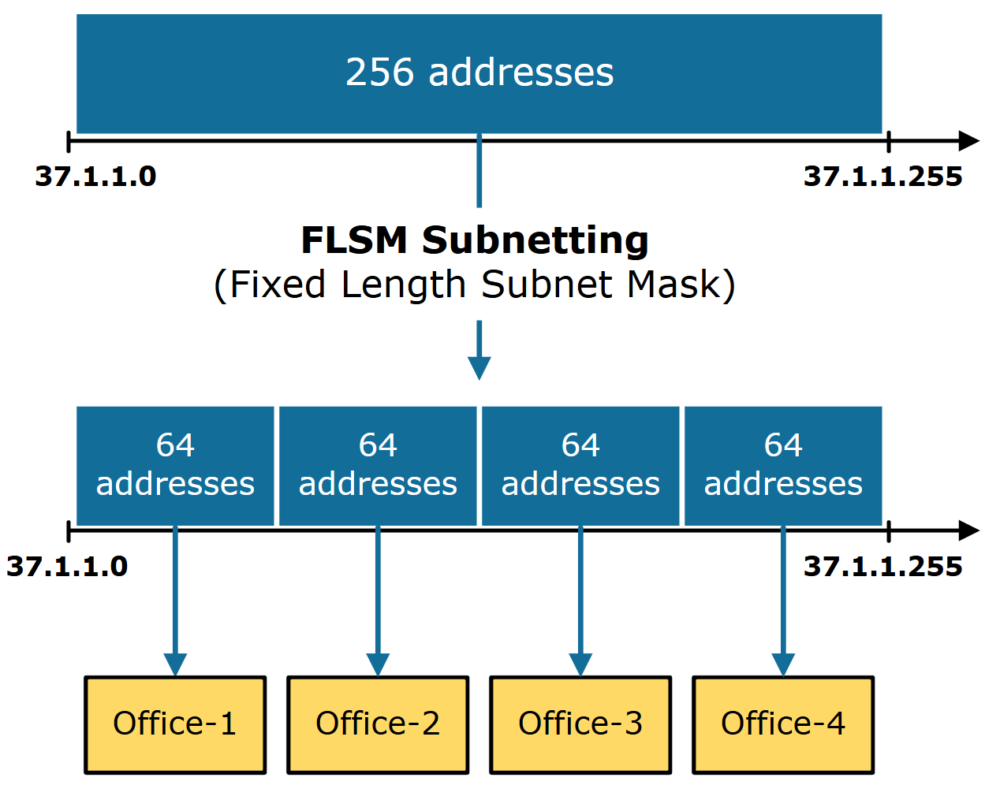 256 addresses
37.1.1.0
37.1.1.255
FLSM Subnetting
(Fixed Length Subnet Mask)
64
addresses
64
addresses
64
addresses
64
addresses
37.1.1.0
37.1.1.255
Office-1
Office-2
Office-3
Office-4